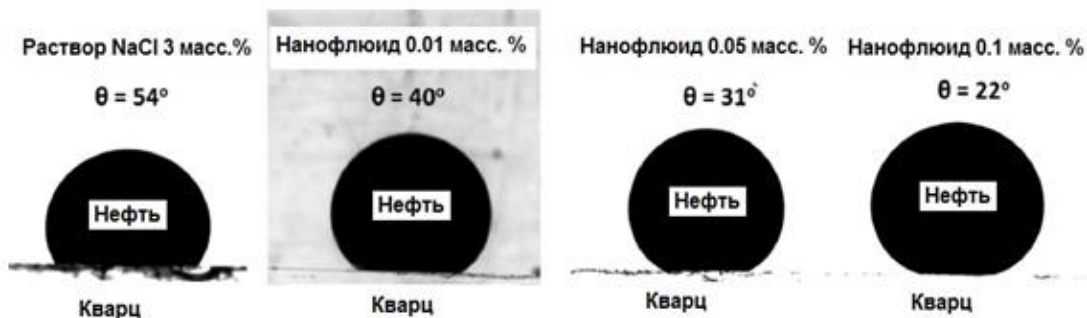 Раствор NaCl 3 масс.%
θ = 54°
Нефть
Кварц
Нанофлюид 0.01 масс. %
θ = 40°
Нефть
Кварц
Нанофлюид 0.05 масс. %
θ = 31°
Нефть
Кварц
Нанофлюид 0.1 масс. %
θ = 22°
Нефть
Кварц